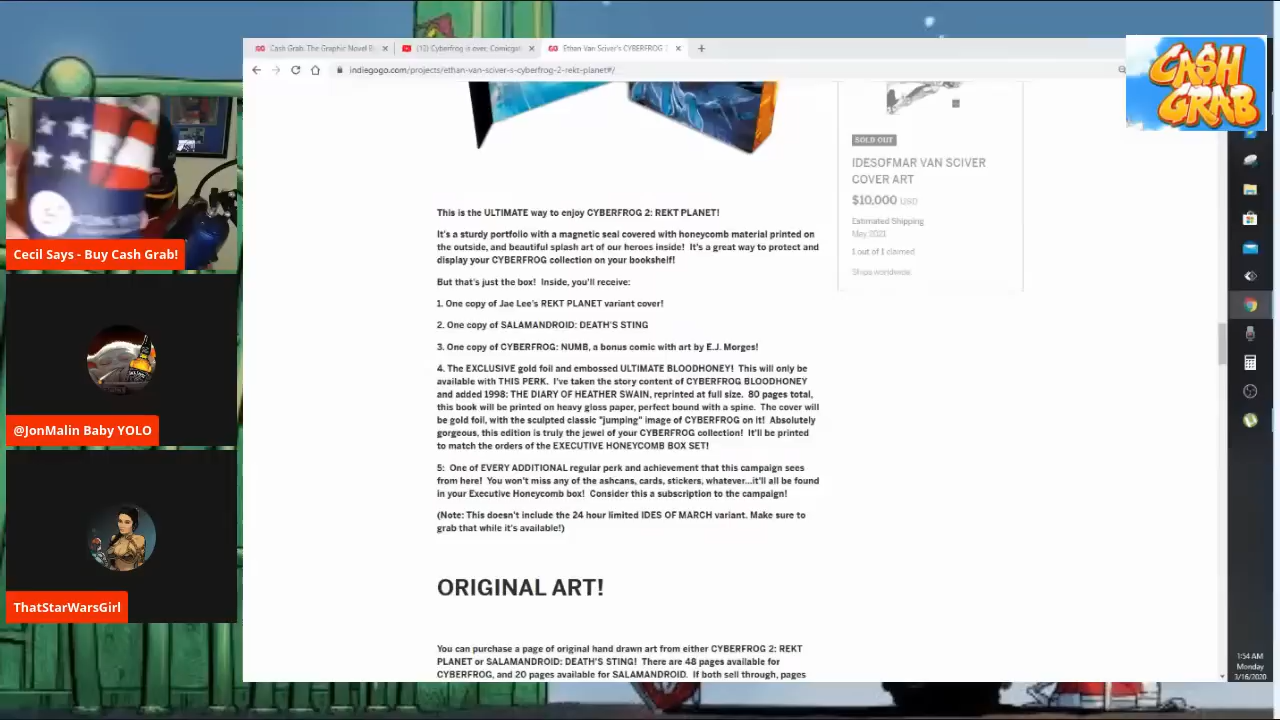 Cash Grab: The Graphic Novel
(12) Cyberfrog is over, Comicga
Ethan Van Sciver's CYBERFROG
indiegogo.com/projects/ethan-van-sciver-s-cyberfrog-2-rekt-planet#/
CASH
GRAB
SOLD OUT
IDESOFMAR VAN SCIVER
COVER ART
$10,000 USD
Estimated Shipping
May 2021
1 out of 1 claimed
Ships worldwide
This is the ULTIMATE way to enjoy CYBERFROG 2: REKT PLANET!
It's a sturdy portfolio with a magnetic seal covered with honeycomb material printed on
the outside, and beautiful splash art of our heroes inside! It's a great way to protect and
display your CYBERFROG collection on your bookshelf!
But that's just the box! Inside, you'll receive:
1. One copy of Jae Lee's REKT PLANET variant cover!
2. One copy of SALAMANDROID: DEATH'S STING
3. One copy of CYBERFROG: NUMB, a bonus comic with art by E.J. Morges!
4. The EXCLUSIVE gold foil and embossed ULTIMATE BLOODHONEY! This will only be
available with THIS PERK. I've taken the story content of CYBERFROG BLOODHONEY
and added 1998: THE DIARY OF HEATHER SWAIN, reprinted at full size. 80 pages total,
this book will be printed on heavy gloss paper, perfect bound with a spine. The cover will
be gold foil, with the sculpted classic "jumping" image of CYBERFROG on it! Absolutely
gorgeous, this edition is truly the jewel of your CYBERFROG collection! It'll be printed
to match the orders of the EXECUTIVE HONEYCOMB BOX SET!
5: One of EVERY ADDITIONAL regular perk and achievement that this campaign sees
from here! You won't miss any of the ashcans, cards, stickers, whatever...it'll all be found
in your Executive Honeycomb box! Consider this a subscription to the campaign!
(Note: This doesn't include the 24 hour limited IDES OF MARCH variant. Make sure to
grab that while it's available!)
ORIGINAL ART!
You can purchase a page of original hand drawn art from either CYBERFROG 2: REKT
PLANET or SALAMANDROID: DEATH'S STING! There are 48 pages available for
CYBERFROG, and 20 pages available for SALAMANDROID. If both sell through, pages
Cecil Says - Buy Cash Grab!
@JonMalin Baby YOLO
ThatStarWarsGirl
1:54 AM
Monday
3/16/2020